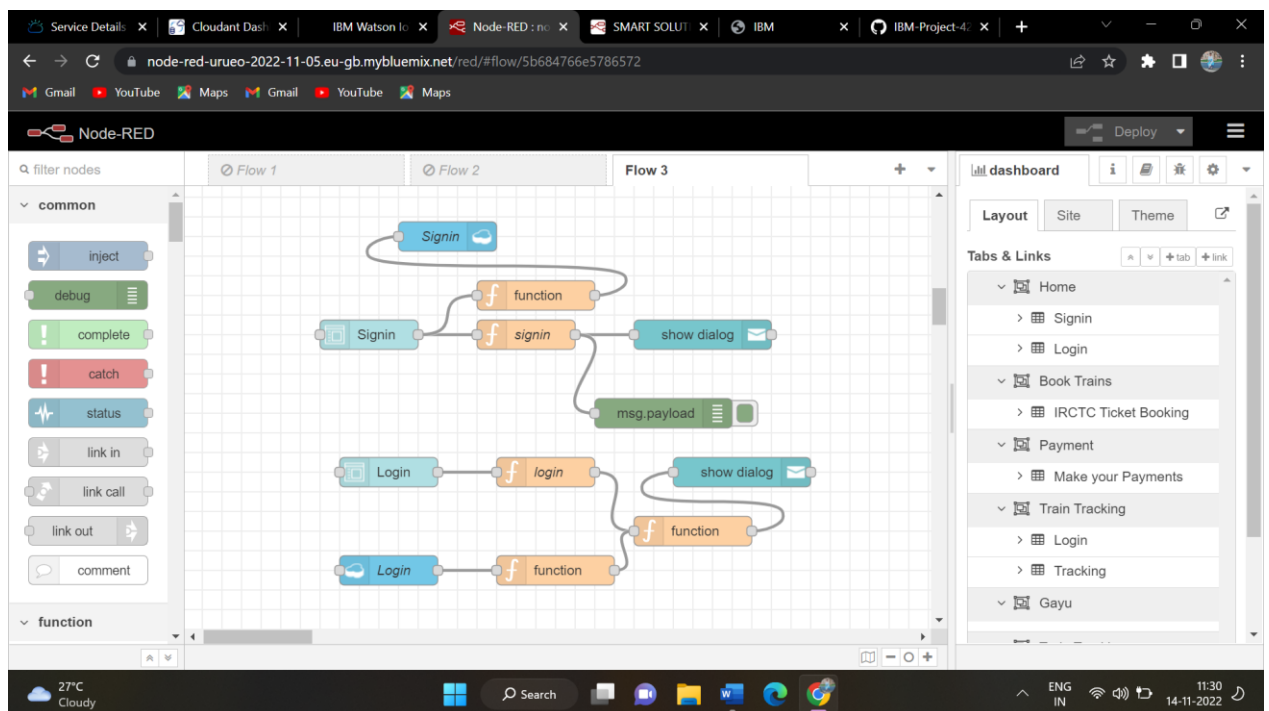 Service Details
Cloudant Dash
IBM Watson Io
Node-RED : no
SMART SOLUTI
IBM
IBM-Project-42
node-red-urueo-2022-11-05.eu-gb.mybluemix.net/red/#flow/5b684766e5786572
Gmail YouTube Maps Gmail YouTube Maps
Node-RED
Deploy
filter nodes
Flow 1
Flow 2
Flow 3
dashboard
common
inject
debug
complete
catch
status
link in
link call
link out
comment
function
Signin
function
Signin
signin
show dialog
msg.payload
Login
login
show dialog
function
Login
function
Layout
Site
Theme
Tabs & Links
tab
link
Home
Signin
Login
Book Trains
IRCTC Ticket Booking
Payment
Make your Payments
Train Tracking
Login
Tracking
Gayu
27°C
Cloudy
Search
ENG
IN
11:30
14-11-2022